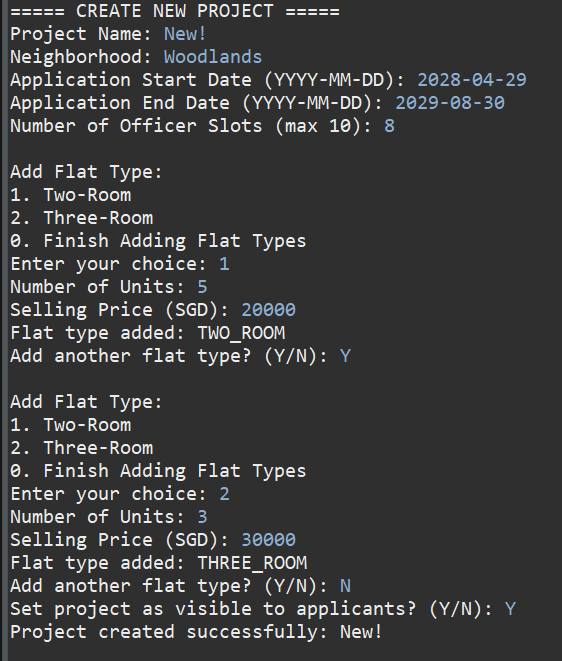 ===== CREATE NEW PROJECT =====
Project Name: New!
Neighborhood: Woodlands
Application Start Date (YYYY-MM-DD): 2028-04-29
Application End Date (YYYY-MM-DD): 2029-08-30
Number of Officer Slots (max 10): 8
Add Flat Type:
1. Two-Room
2. Three-Room
0. Finish Adding Flat Types
Enter your choice: 1
Number of Units: 5
Selling Price (SGD): 20000
Flat type added: TWO_ROOM
Add another flat type? (Y/N): Y
Add Flat Type:
1. Two-Room
2. Three-Room
0. Finish Adding Flat Types
Enter your choice: 2
Number of Units: 3
Selling Price (SGD): 30000
Flat type added: THREE_ROOM
Add another flat type? (Y/N): N
Set project as visible to applicants? (Y/N): Y
Project created successfully: New!